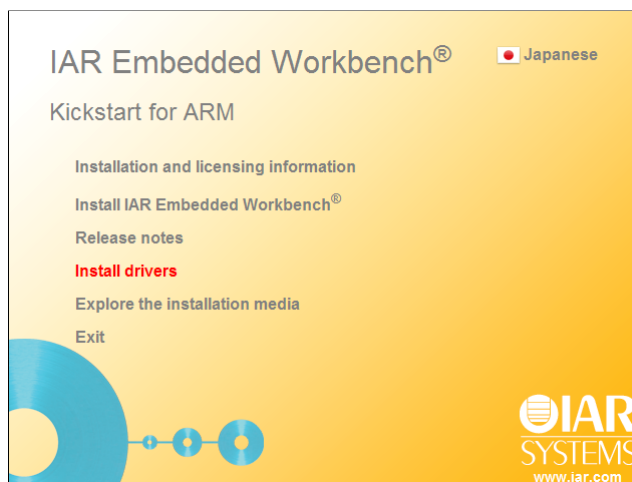 IAR Embedded Workbench®
Japanese
Kickstart for ARM
Installation and licensing information
Install IAR Embedded Workbench®
Release notes
Install drivers
Explore the installation media
Exit
IAR
SYSTEMS
www.iar.com